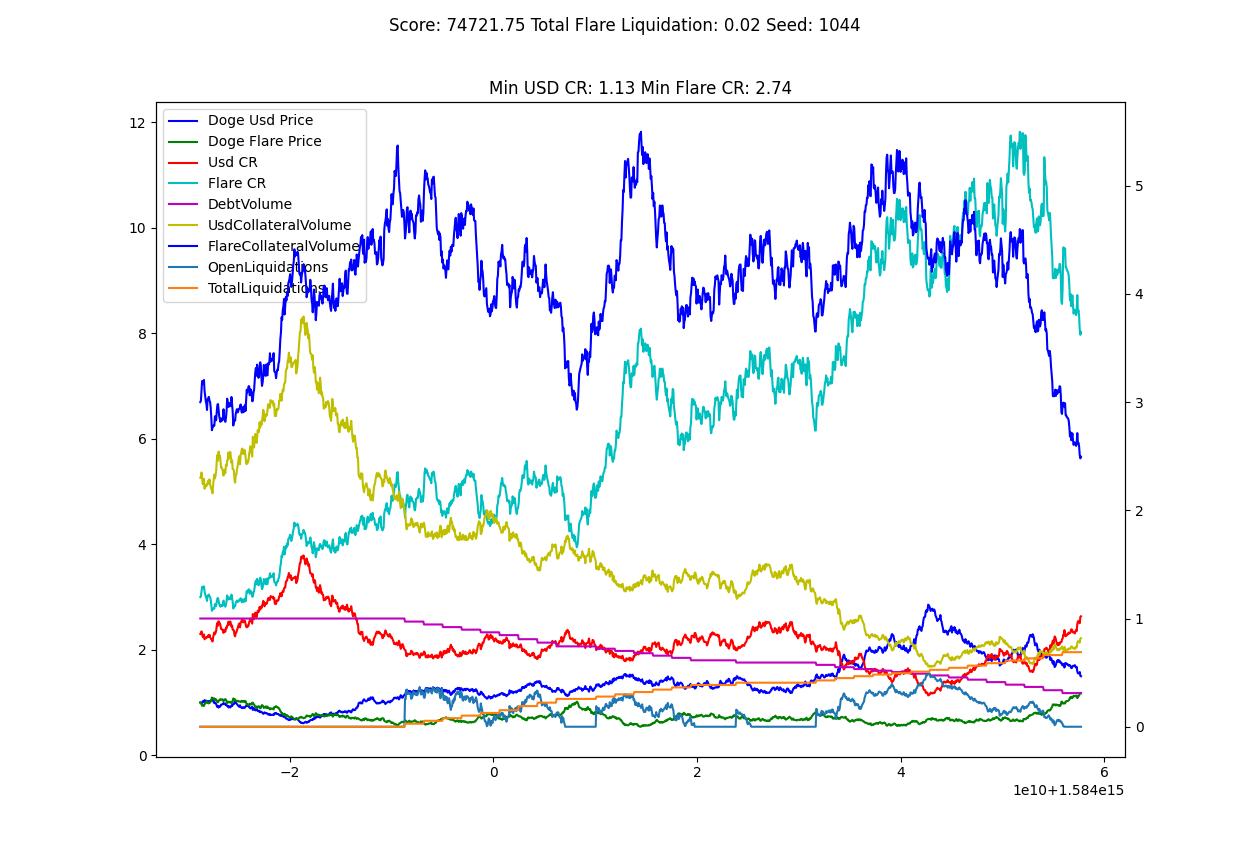 Score: 74721.75 Total Flare Liquidation: 0.02 Seed: 1044
Min USD CR: 1.13 Min Flare CR: 2.74
Doge Usd Price
Doge Flare Price
Usd CR
Flare CR
DebtVolume
UsdCollateralVolume
FlareCollateralVolume
OpenLiquidations
TotalLiquidations
12
10
8
6
4
2
0
5
4
3
2
1
0
−2
0
2
4
6
1e10+1.584e15